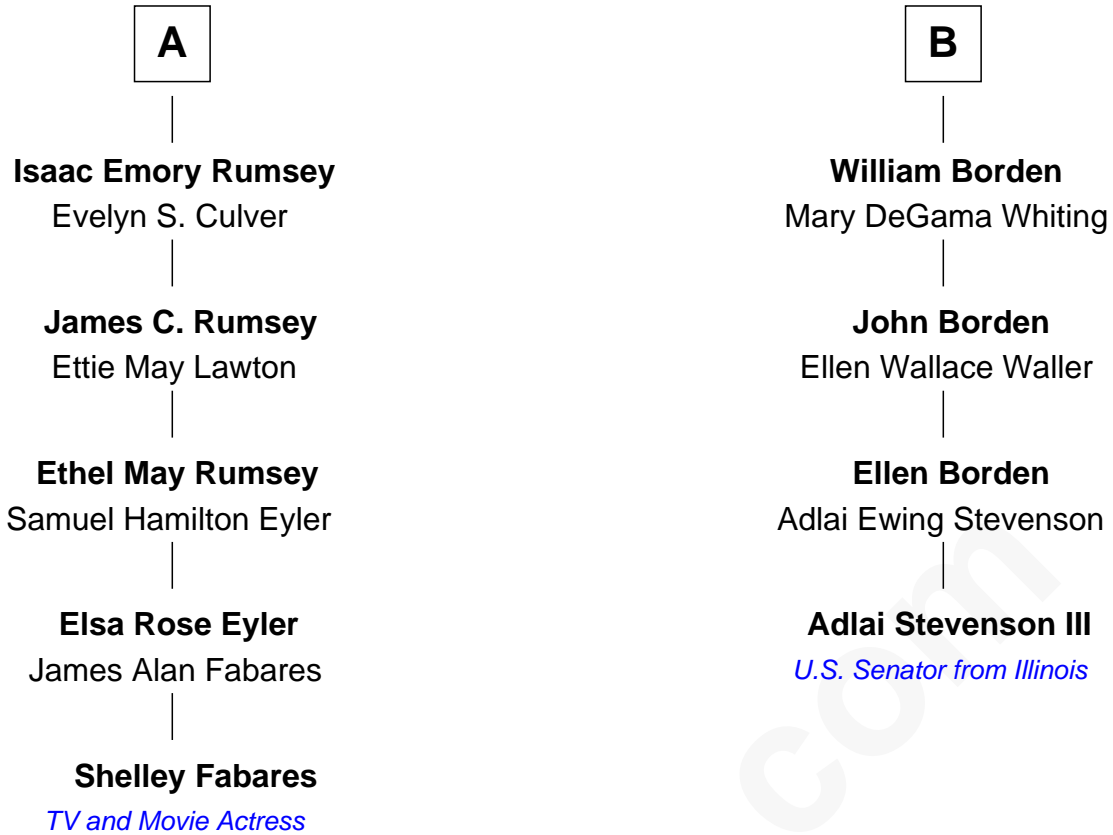 A
Isaac Emory Rumsey
Evelyn S. Culver
James C. Rumsey
Ettie May Lawton
Ethel May Rumsey
Samuel Hamilton Eyler
Elsa Rose Eyler
James Alan Fabares
Shelley Fabares
TV and Movie Actress
B
William Borden
Mary DeGama Whiting
John Borden
Ellen Wallace Waller
Ellen Borden
Adlai Ewing Stevenson
Adlai Stevenson III
U.S. Senator from Illinois
com